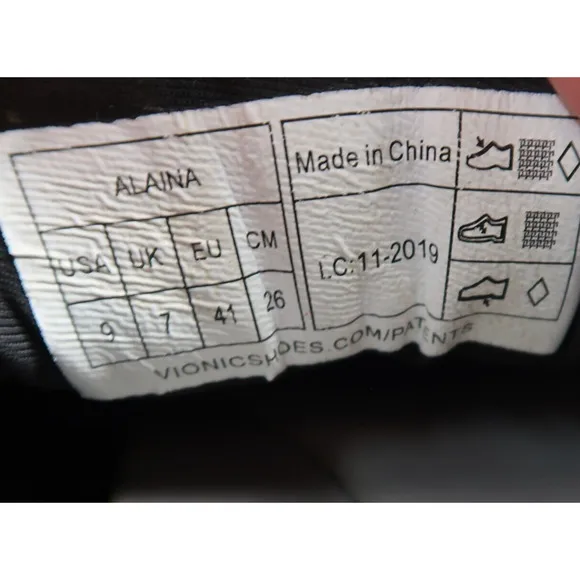 ALAINA
USA UK EU CM
9 7 41 26
Made in China
I.C:11-2019
VIONICSHOES.COM/PATENTS